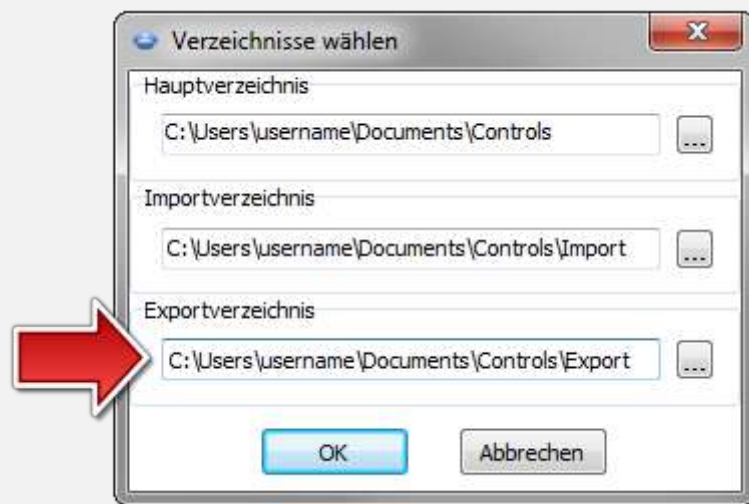 Verzeichnisse wählen
Hauptverzeichnis
C:\Users\username\Documents\Controls
...
Importverzeichnis
C:\Users\username\Documents\Controls\Import
...
Exportverzeichnis
C:\Users\username\Documents\Controls\Export
...
OK
Abbrechen